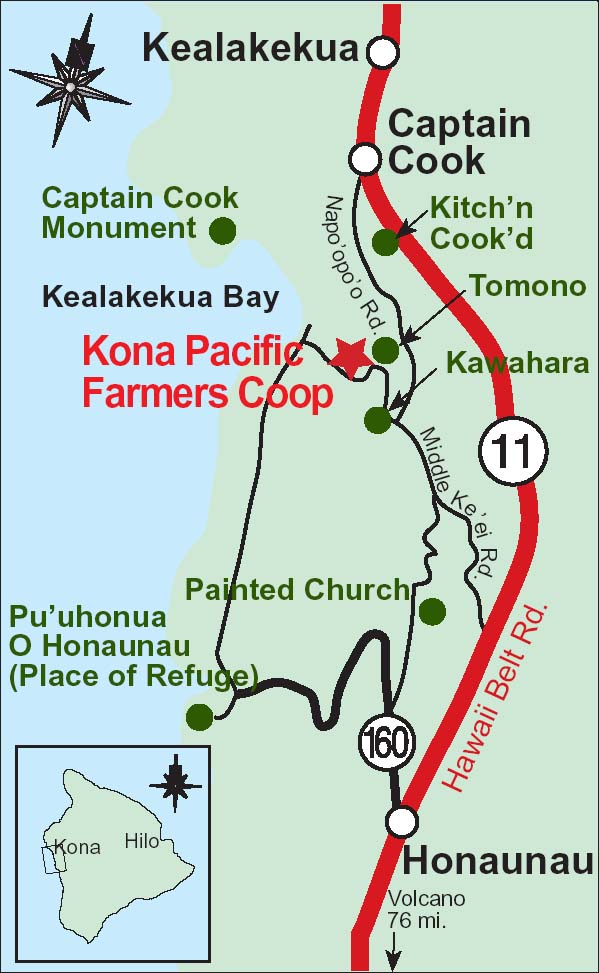 Kealakekua
Captain
Cook
Captain Cook
Monument
Napo'opo'o Rd.
Kitch'n
Cook'd
Kealakekua Bay
Tomono
Kona Pacific
Farmers Coop
Kawahara
11
Middle Ke'ei Rd.
Painted Church
Pu'uhonua
O Honaunau
(Place of Refuge)
Hawaii Belt Rd.
160
Kona
Hilo
Honaunau
Volcano
76 mi.